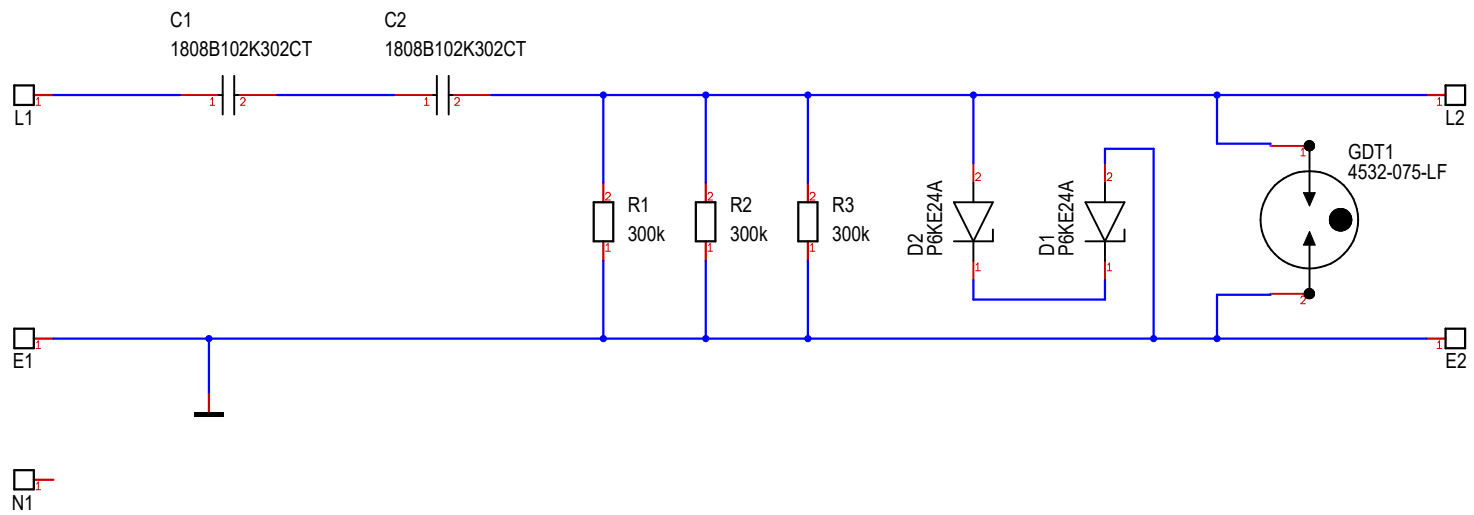 C1
1808B102K302CT
C2
1808B102K302CT
1
L1
1
2
1
2
1
L2
2
R1
300k
1
2
R2
300k
1
2
R3
300k
1
2
D2
P6KE24A
1
2
D1
P6KE24A
1
1
GDT1
4532-075-LF
2
1
E1
1
E2
1
N1